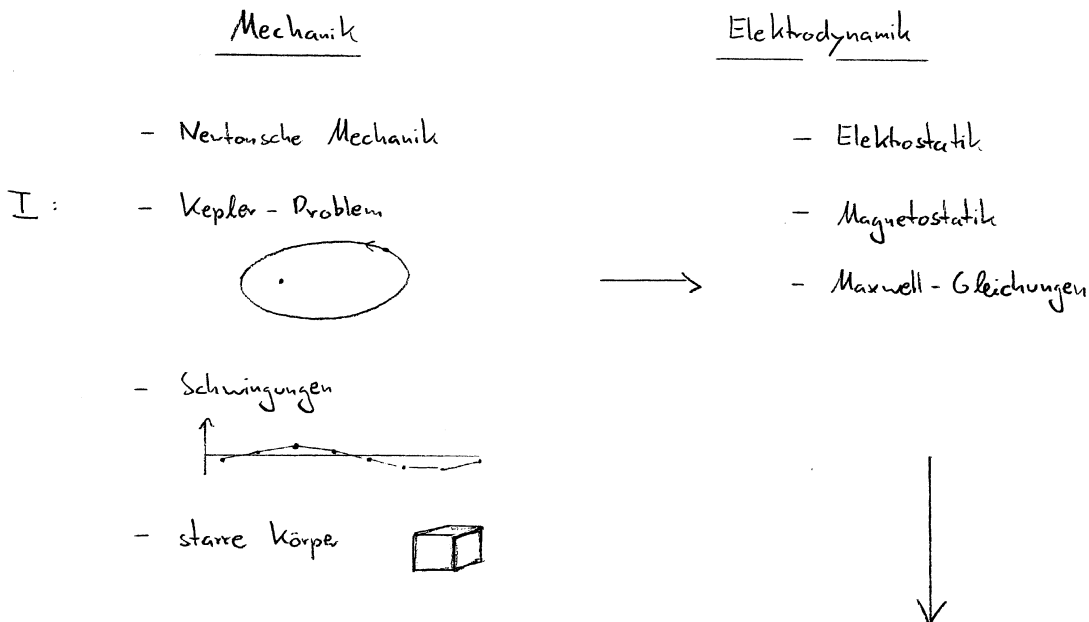 Mechanik
- Newtonsche Mechanik
I :
- Kepler - Problem
- Schwingungen
- starre Körper
Elektrodynamik
- Elektrostatik
- Magnetostatik
- Maxwell - Gleichungen